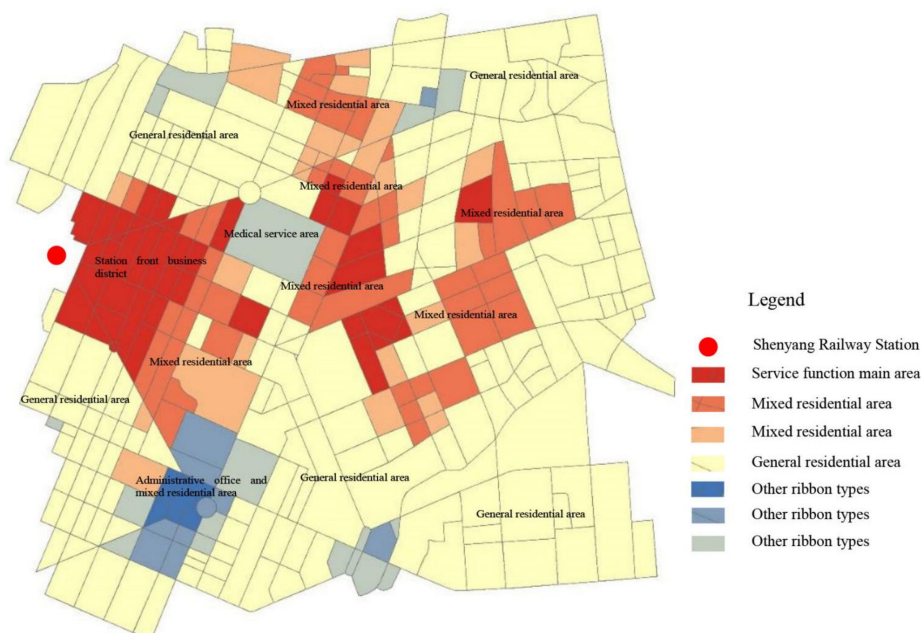 General residential area
Mixed residential area
General residential area
Mixed residential area
Mixed residential area
Medical service area
Station front business
district
Mixed residential area
Mixed residential area
Mixed residential area
General residential area
Administrative office and
mixed residential area
General residential area
General residential area
Legend
Shenyang Railway Station
Service function main area
Mixed residential area
Mixed residential area
General residential area
Other ribbon types
Other ribbon types
Other ribbon types